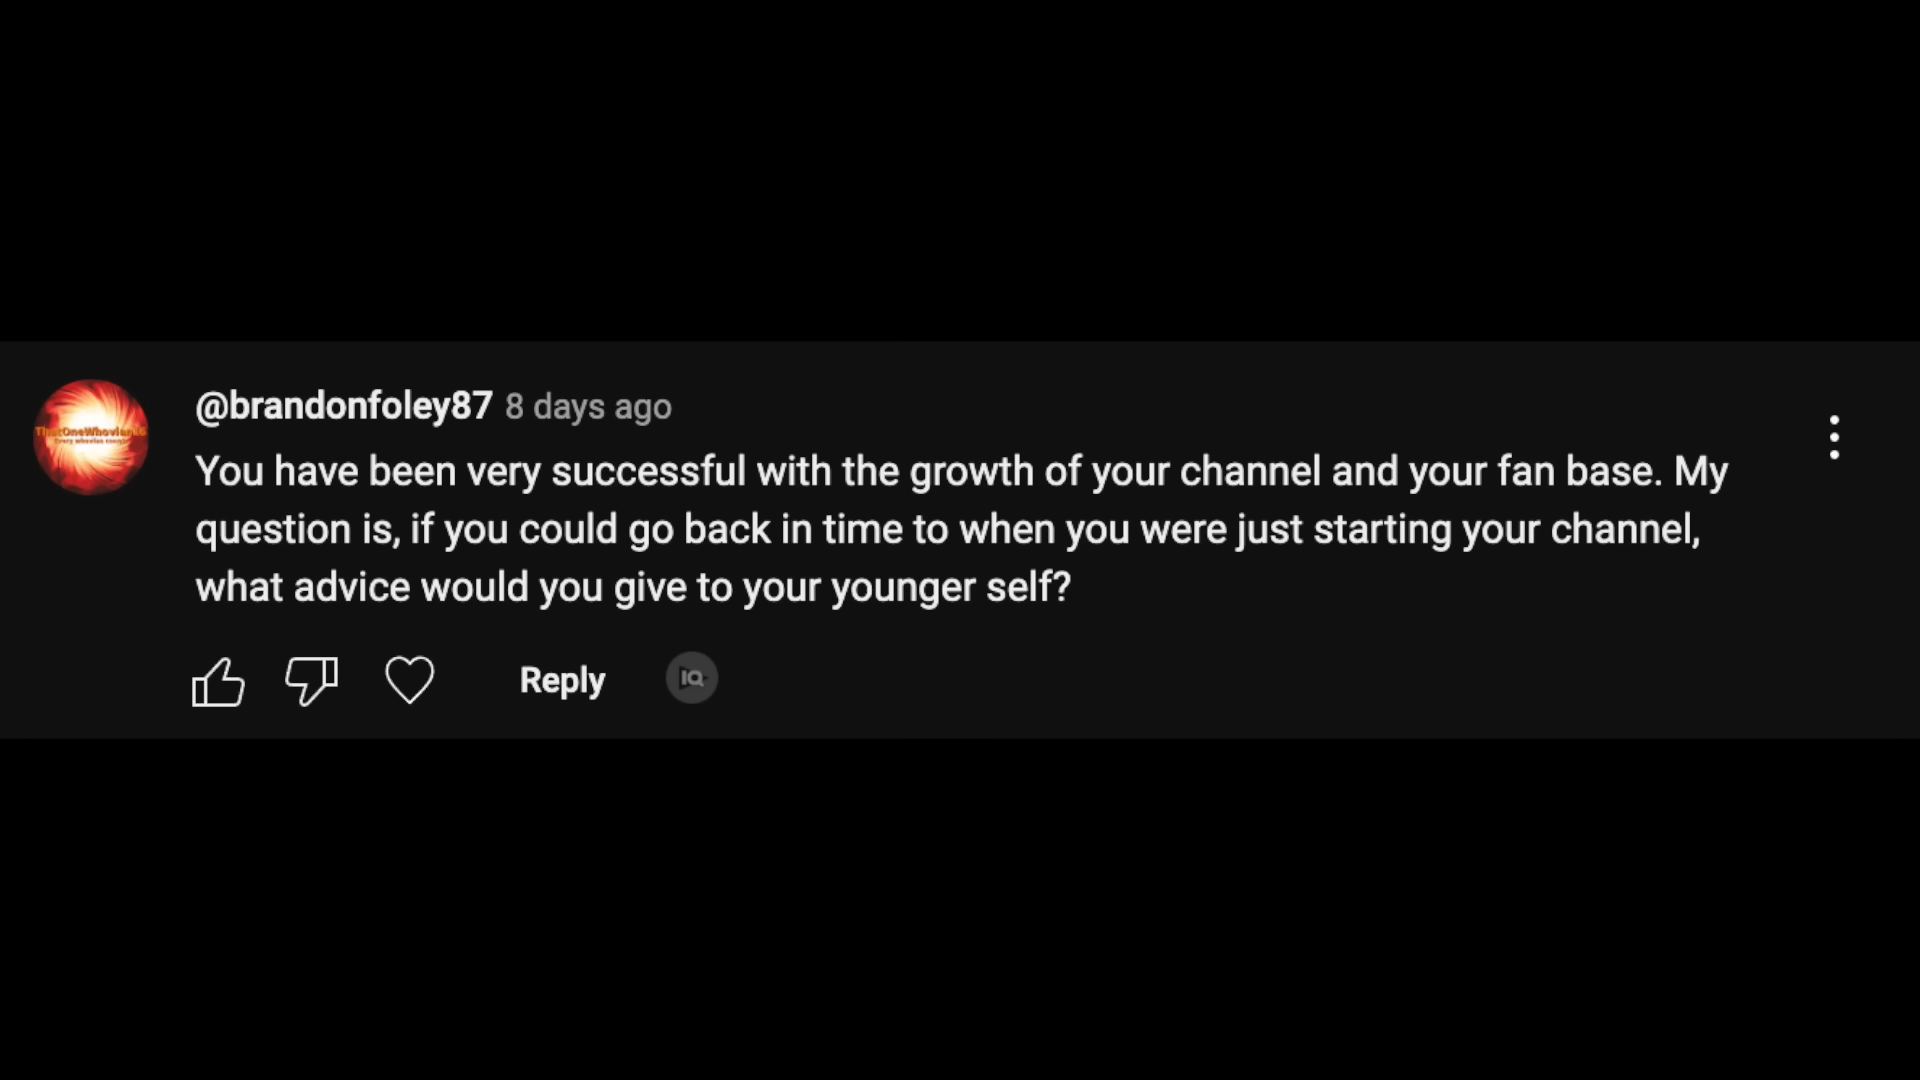 @brandonfoley87 8 days ago
You have been very successful with the growth of your channel and your fan base. My
question is, if you could go back in time to when you were just starting your channel,
what advice would you give to your younger self?
Reply
IQ